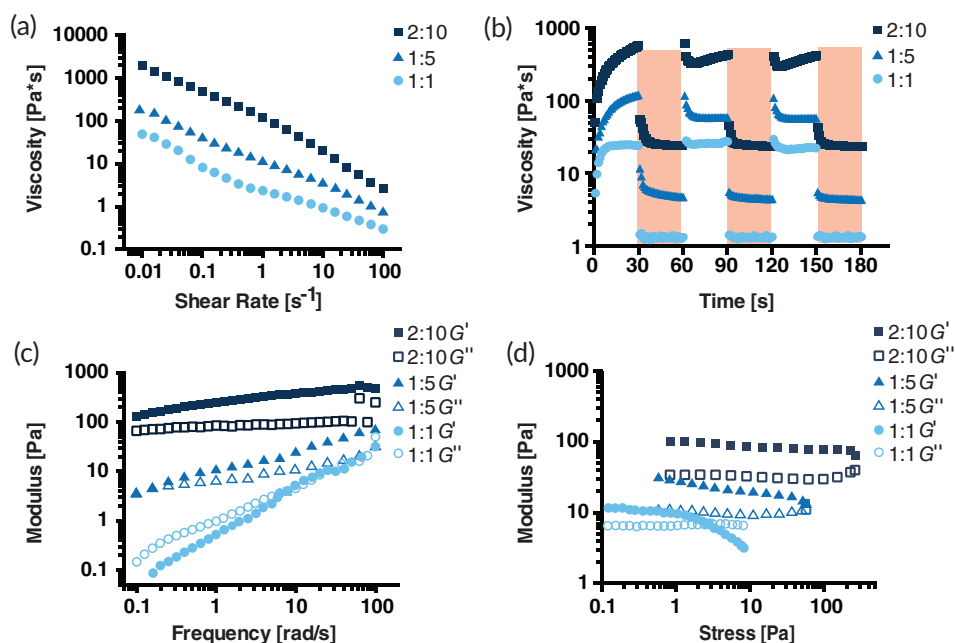 (a)
Viscosity [Pa*s]
10000
1000
100
10
1
0.1
0.01 0.1 1 10 100
Shear Rate [s-1]
2:10
1:5
1:1
(b)
Viscosity [Pa*s]
1000
100
10
1
0 30 60 90 120 150 180
Time [s]
2:10
1:5
1:1
(c)
Modulus [Pa]
1000
100
10
1
0.1
0.1 1 10 100
Frequency [rad/s]
2:10 G'
2:10 G''
1:5 G'
1:5 G''
1:1 G'
1:1 G''
(d)
Modulus [Pa]
1000
100
10
1
0.1 1 10 100
Stress [Pa]
2:10 G'
2:10 G''
1:5 G'
1:5 G''
1:1 G'
1:1 G''